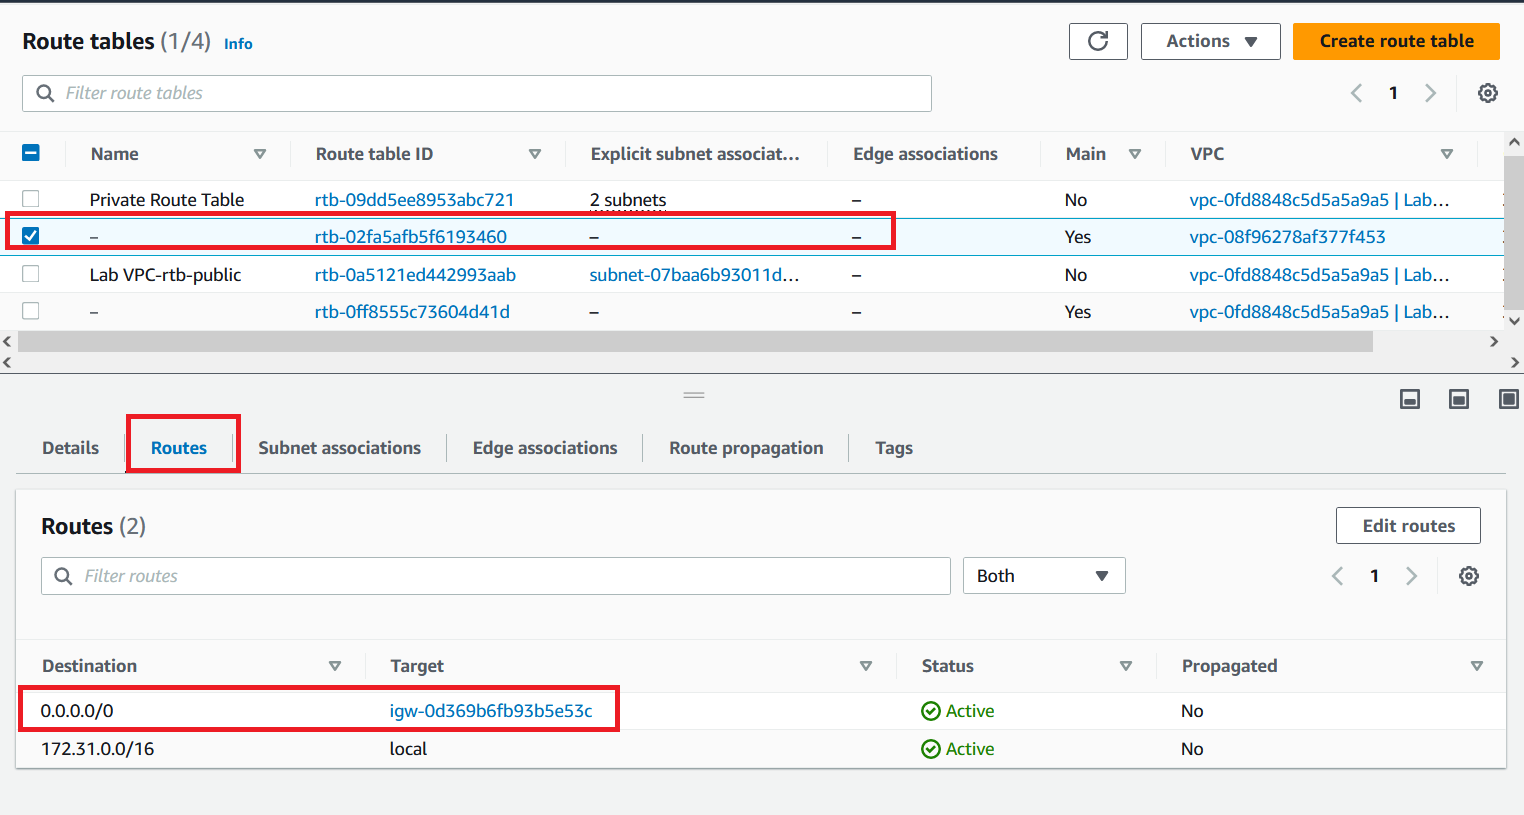 Route tables (1/4) Info
Actions
Create route table
Filter route tables
1
Name Route table ID Explicit subnet associat... Edge associations Main VPC
Private Route Table rtb-09dd5ee8953abc721 2 subnets – No vpc-0fd8848c5d5a5a9a5 | Lab...
– rtb-02fa5afb5f6193460 – – Yes vpc-08f96278af377f453
Lab VPC-rtb-public rtb-0a5121ed442993aab subnet-07baa6b93011d... – No vpc-0fd8848c5d5a5a9a5 | Lab...
– rtb-0ff8555c73604d41d – – Yes vpc-0fd8848c5d5a5a9a5 | Lab...
Details Routes Subnet associations Edge associations Route propagation Tags
Routes (2)
Edit routes
Filter routes
Both
1
Destination Target Status Propagated
0.0.0.0/0 igw-0d369b6fb93b5e53c Active No
172.31.0.0/16 local Active No